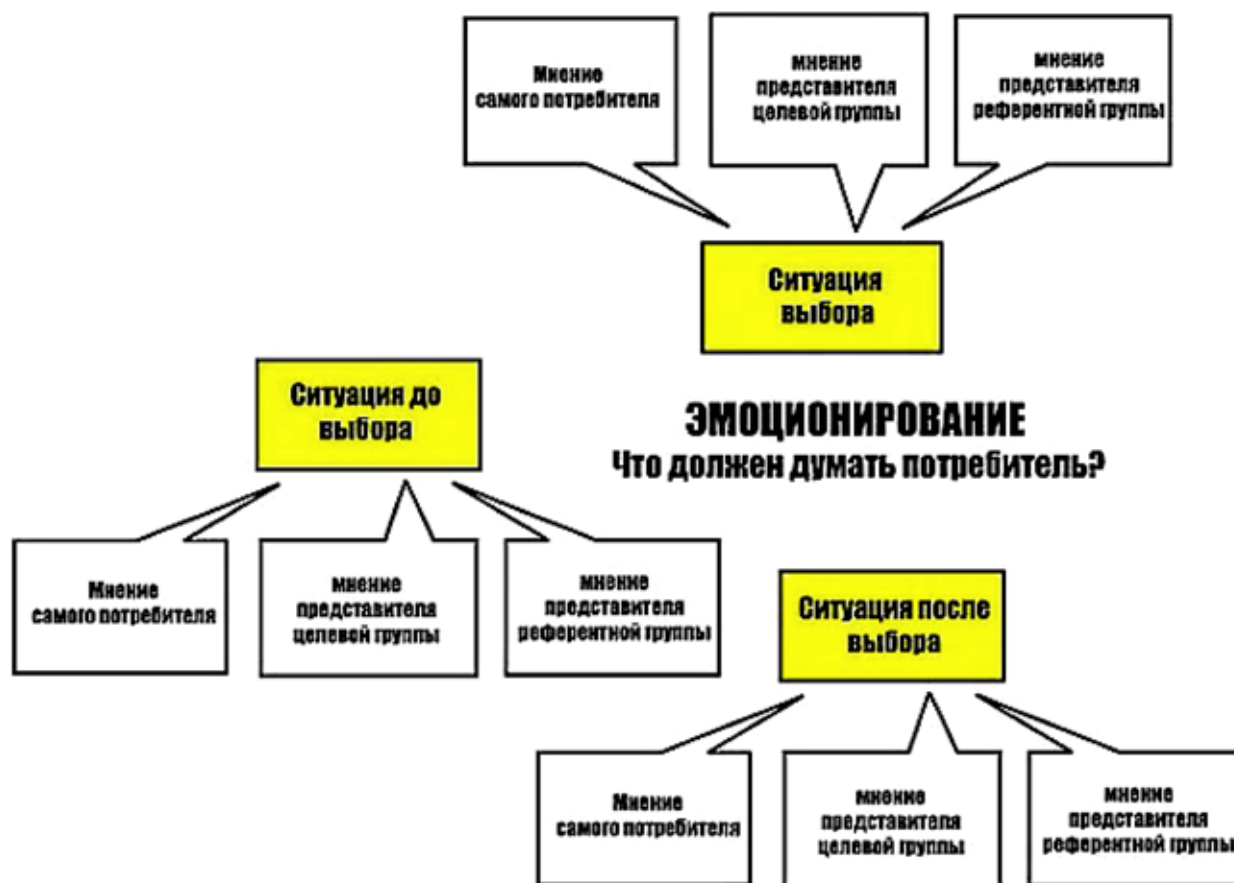 Мнение
самого потребителя
мнение
представителя
целевой группы
мнение
представителя
референтной группы
Ситуация
выбора
Ситуация до
выбора
ЭМОЦИОНИРОВАНИЕ
Что должен думать потребитель?
Мнение
самого потребителя
мнение
представителя
целевой группы
мнение
представителя
референтной группы
Ситуация после
выбора
Мнение
самого потребителя
мнение
представителя
целевой группы
мнение
представителя
референтной группы